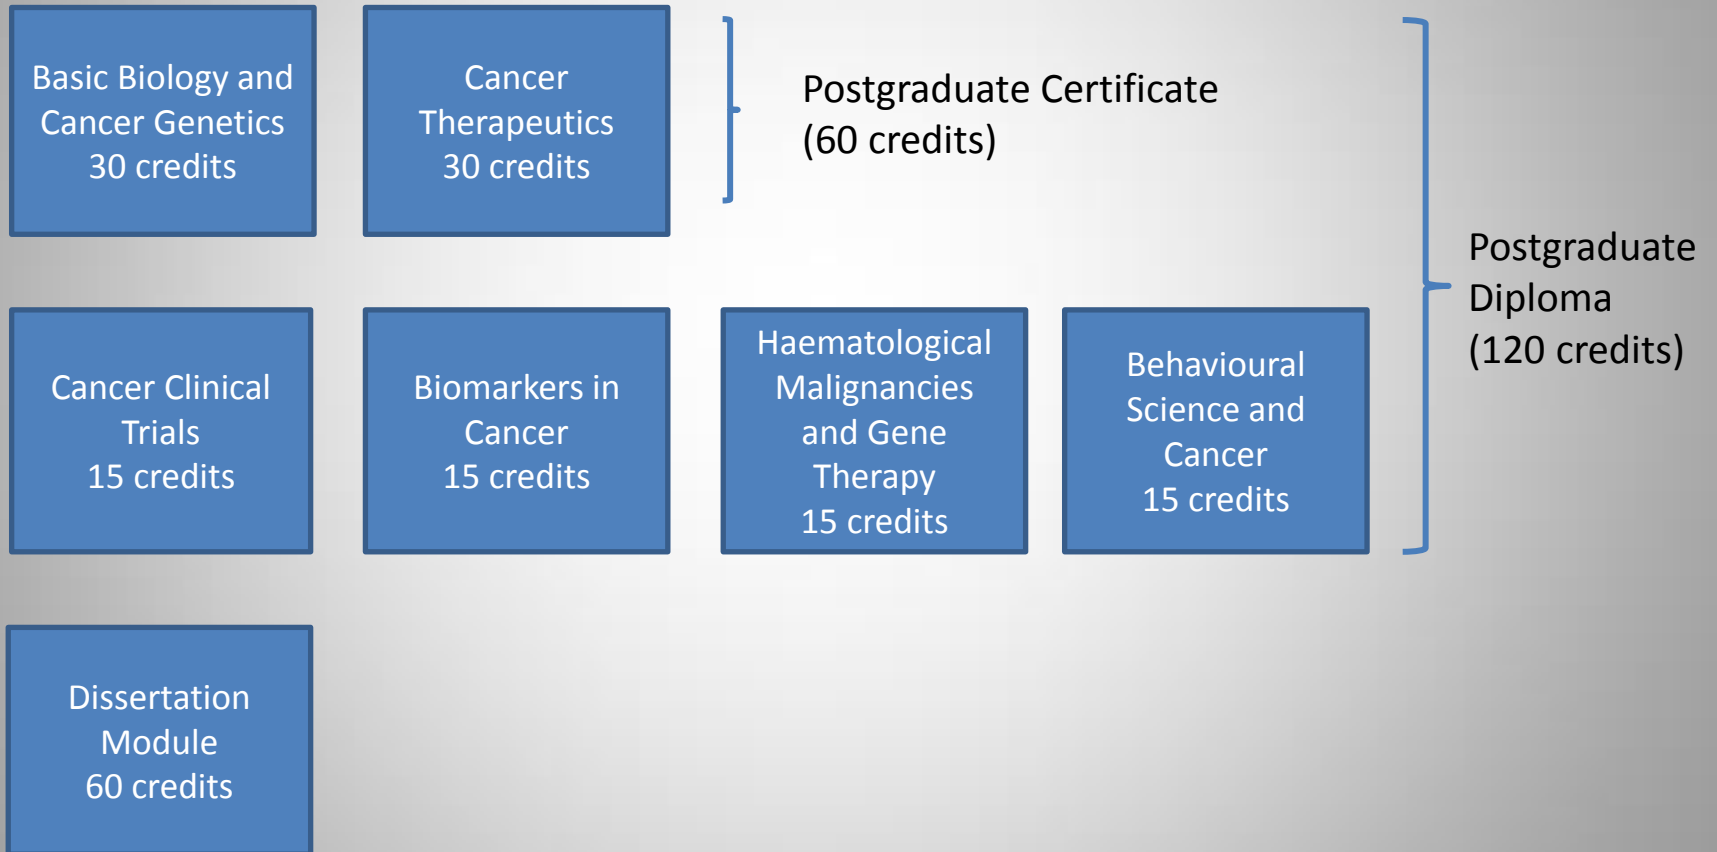 Basic Biology and
Cancer Genetics
30 credits
Cancer
Therapeutics
30 credits
Postgraduate Certificate
(60 credits)
Postgraduate
Diploma
(120 credits)
Cancer Clinical
Trials
15 credits
Biomarkers in
Cancer
15 credits
Haematological
Malignancies
and Gene
Therapy
15 credits
Behavioural
Science and
Cancer
15 credits
Dissertation
Module
60 credits